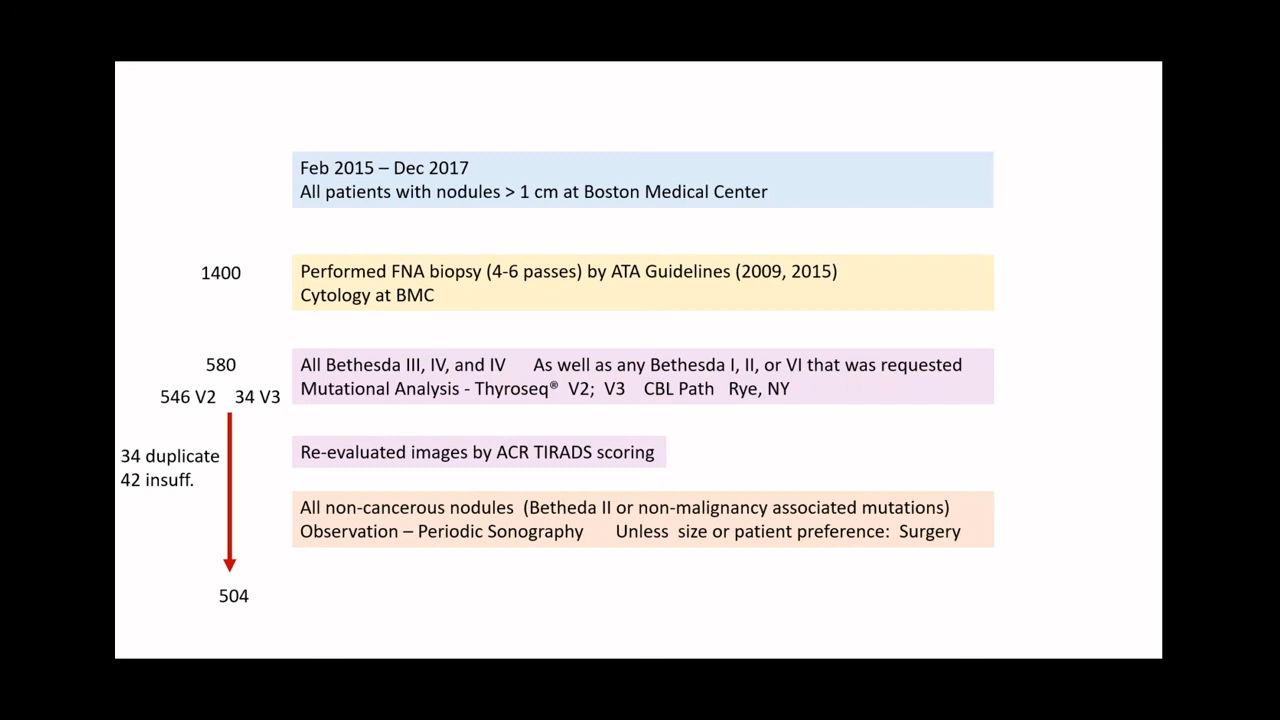 Feb 2015 – Dec 2017
All patients with nodules > 1 cm at Boston Medical Center
1400
Performed FNA biopsy (4-6 passes) by ATA Guidelines (2009, 2015)
Cytology at BMC
580
All Bethesda III, IV, and IV As well as any Bethesda I, II, or VI that was requested
546 V2 34 V3
Mutational Analysis - Thyroseq® V2; V3 CBL Path Rye, NY
34 duplicate
42 insuff.
Re-evaluated images by ACR TIRADS scoring
All non-cancerous nodules (Betheda II or non-malignancy associated mutations)
Observation – Periodic Sonography Unless size or patient preference: Surgery
504